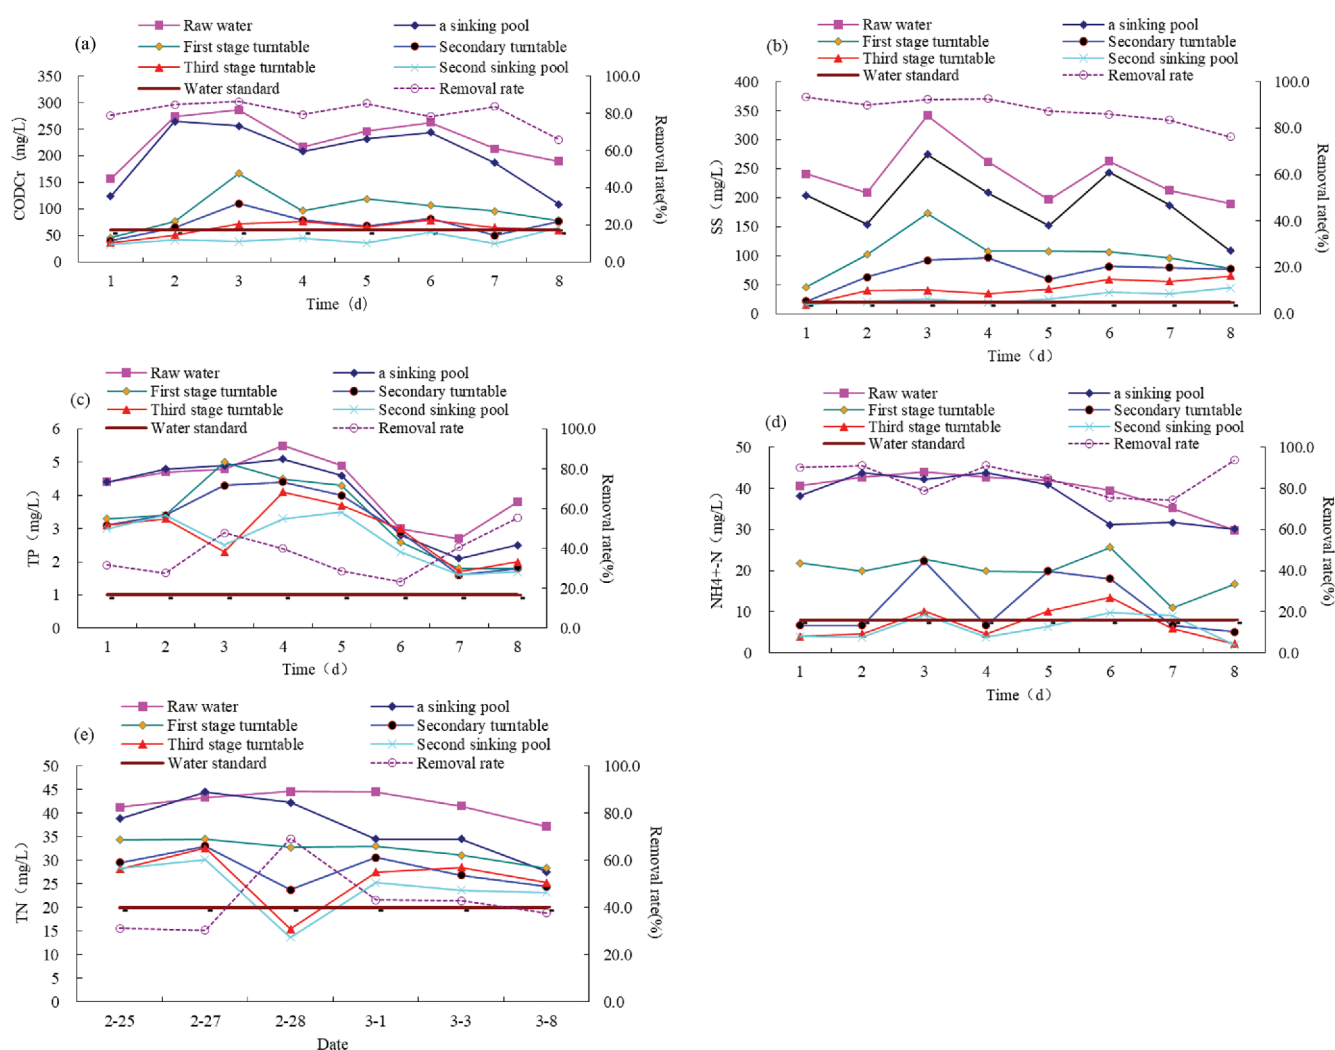 (a)
Raw water
a sinking pool
First stage turntable
Secondary turntable
Third stage turntable
Second sinking pool
Water standard
Removal rate
350
300
250
200
150
100
50
0
CODCr (mg/L)
100.0
80.0
60.0
40.0
20.0
0.0
Removal rate(%)
1 2 3 4 5 6 7 8
Time (d)
(b)
Raw water
a sinking pool
First stage turntable
Secondary turntable
Third stage turntable
Second sinking pool
Water standard
Removal rate
400
350
300
250
200
150
100
50
0
SS (mg/L)
100.0
80.0
60.0
40.0
20.0
0.0
Removal rate(%)
1 2 3 4 5 6 7 8
Time（d）
(c)
Raw water
a sinking pool
First stage turntable
Secondary turntable
Third stage turntable
Second sinking pool
Water standard
Removal rate
6
5
4
3
2
1
0
TP（mg/L）
100.0
80.0
60.0
40.0
20.0
0.0
Removal rate(%)
1 2 3 4 5 6 7 8
Time（d）
(d)
Raw water
a sinking pool
First stage turntable
Secondary turntable
Third stage turntable
Second sinking pool
Water standard
Removal rate
50
40
30
20
10
0
NH4+-N（mg/L）
100.0
80.0
60.0
40.0
20.0
0.0
Removal rate(%)
1 2 3 4 5 6 7 8
Time（d）
(e)
Raw water
a sinking pool
First stage turntable
Secondary turntable
Third stage turntable
Second sinking pool
Water standard
Removal rate
50
45
40
35
30
25
20
15
10
5
0
TN（mg/L）
100.0
80.0
60.0
40.0
20.0
0.0
Removal rate(%)
2-25 2-27 2-28 3-1 3-3 3-8
Date